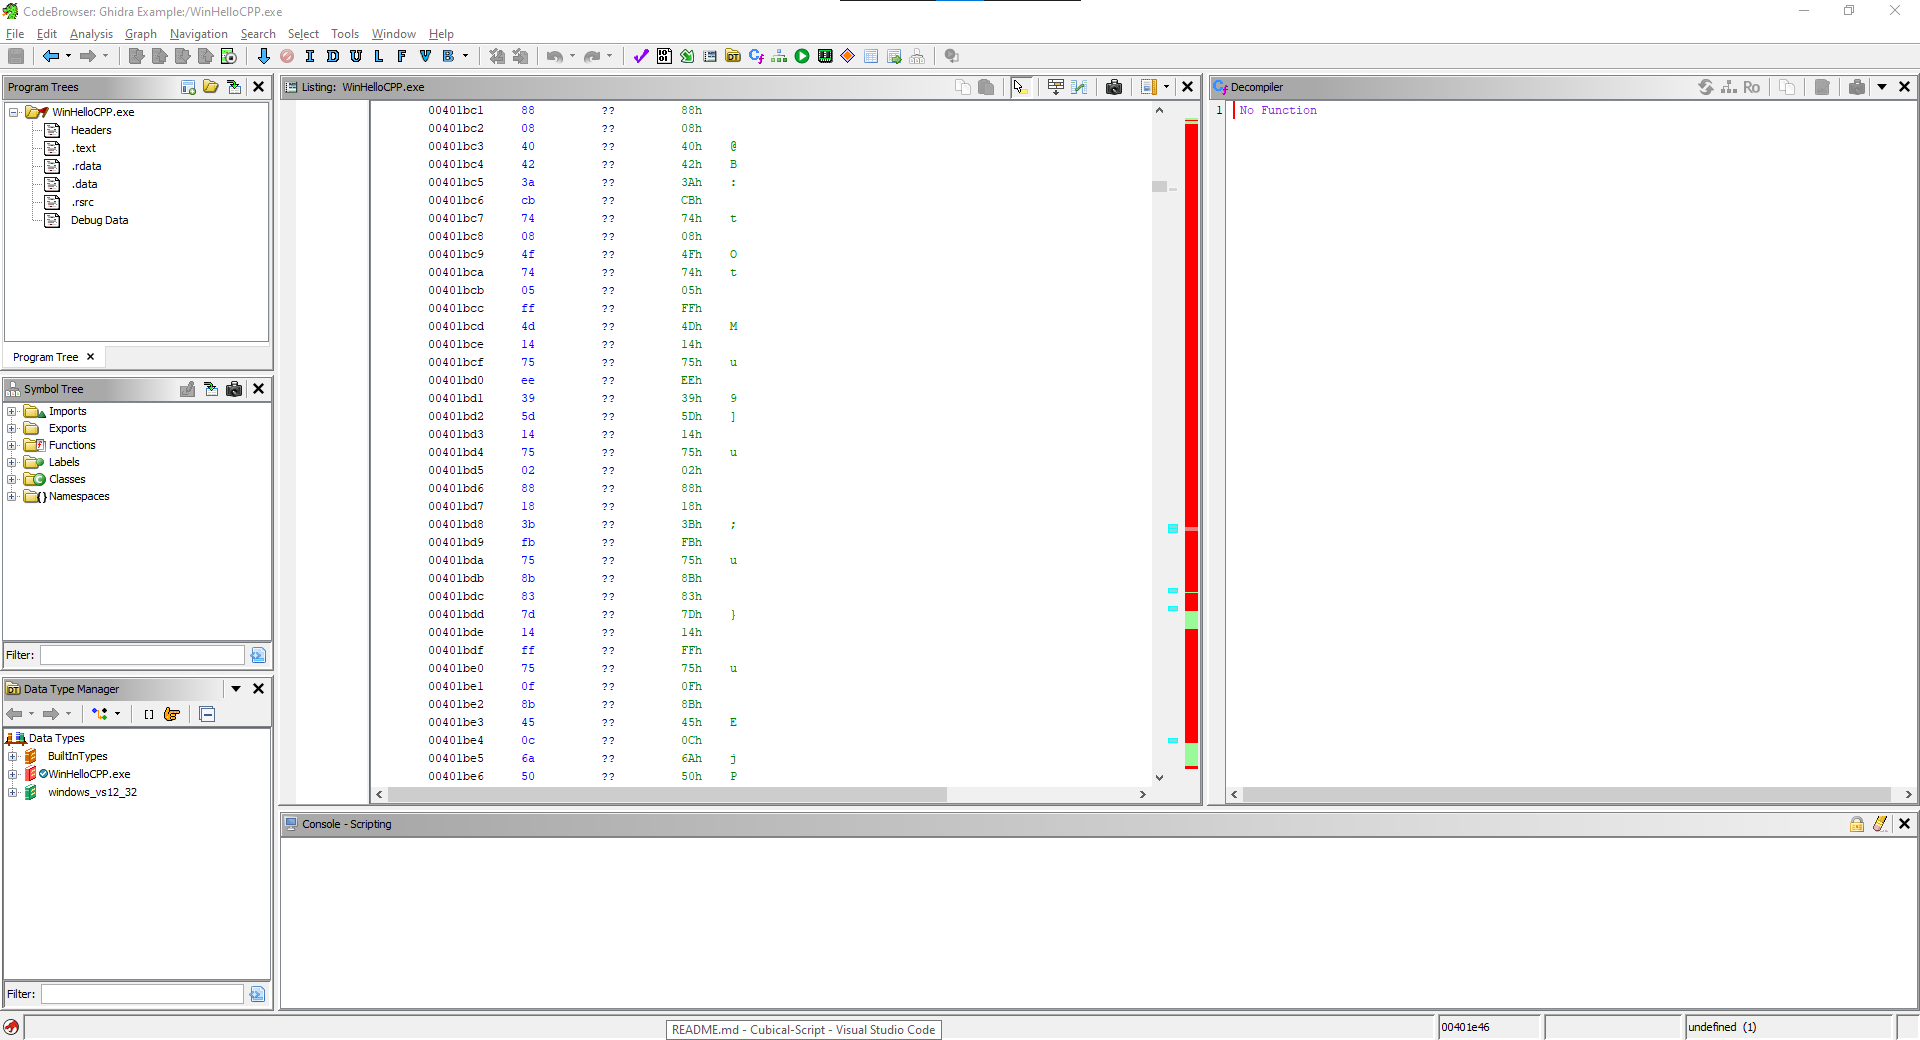 CodeBrowser: Ghidra Example:/WinHelloCPP.exe
File Edit Analysis Graph Navigation Search Select Tools Window Help
I D U L F V B
Program Trees
WinHelloCPP.exe
Headers
.text
.rdata
.data
.rsrc
Debug Data
Program Tree
Symbol Tree
Imports
Exports
Functions
Labels
Classes
Namespaces
Filter:
Data Type Manager
Data Types
BuiltInTypes
WinHelloCPP.exe
windows_vs12_32
Filter:
Listing: WinHelloCPP.exe
00401bc1 88 ?? 88h
00401bc2 08 ?? 08h
00401bc3 40 ?? 40h @
00401bc4 42 ?? 42h B
00401bc5 3a ?? 3Ah :
00401bc6 cb ?? CBh
00401bc7 74 ?? 74h t
00401bc8 08 ?? 08h
00401bc9 4f ?? 4Fh O
00401bca 74 ?? 74h t
00401bcb 05 ?? 05h
00401bcc ff ?? FFh
00401bcd 4d ?? 4Dh M
00401bce 14 ?? 14h
00401bcf 75 ?? 75h u
00401bd0 ee ?? EEh
00401bd1 39 ?? 39h 9
00401bd2 5d ?? 5Dh ]
00401bd3 14 ?? 14h
00401bd4 75 ?? 75h u
00401bd5 02 ?? 02h
00401bd6 88 ?? 88h
00401bd7 18 ?? 18h
00401bd8 3b ?? 3Bh ;
00401bd9 fb ?? FBh
00401bda 75 ?? 75h u
00401bdb 8b ?? 8Bh
00401bdc 83 ?? 83h
00401bdd 7d ?? 7Dh }
00401bde 14 ?? 14h
00401bdf ff ?? FFh
00401be0 75 ?? 75h u
00401be1 0f ?? 0Fh
00401be2 8b ?? 8Bh
00401be3 45 ?? 45h E
00401be4 0c ?? 0Ch
00401be5 6a ?? 6Ah j
00401be6 50 ?? 50h P
Decompiler
Ro
1 No Function
Console - Scripting
README.md - Cubical-Script - Visual Studio Code
00401e46
undefined (1)